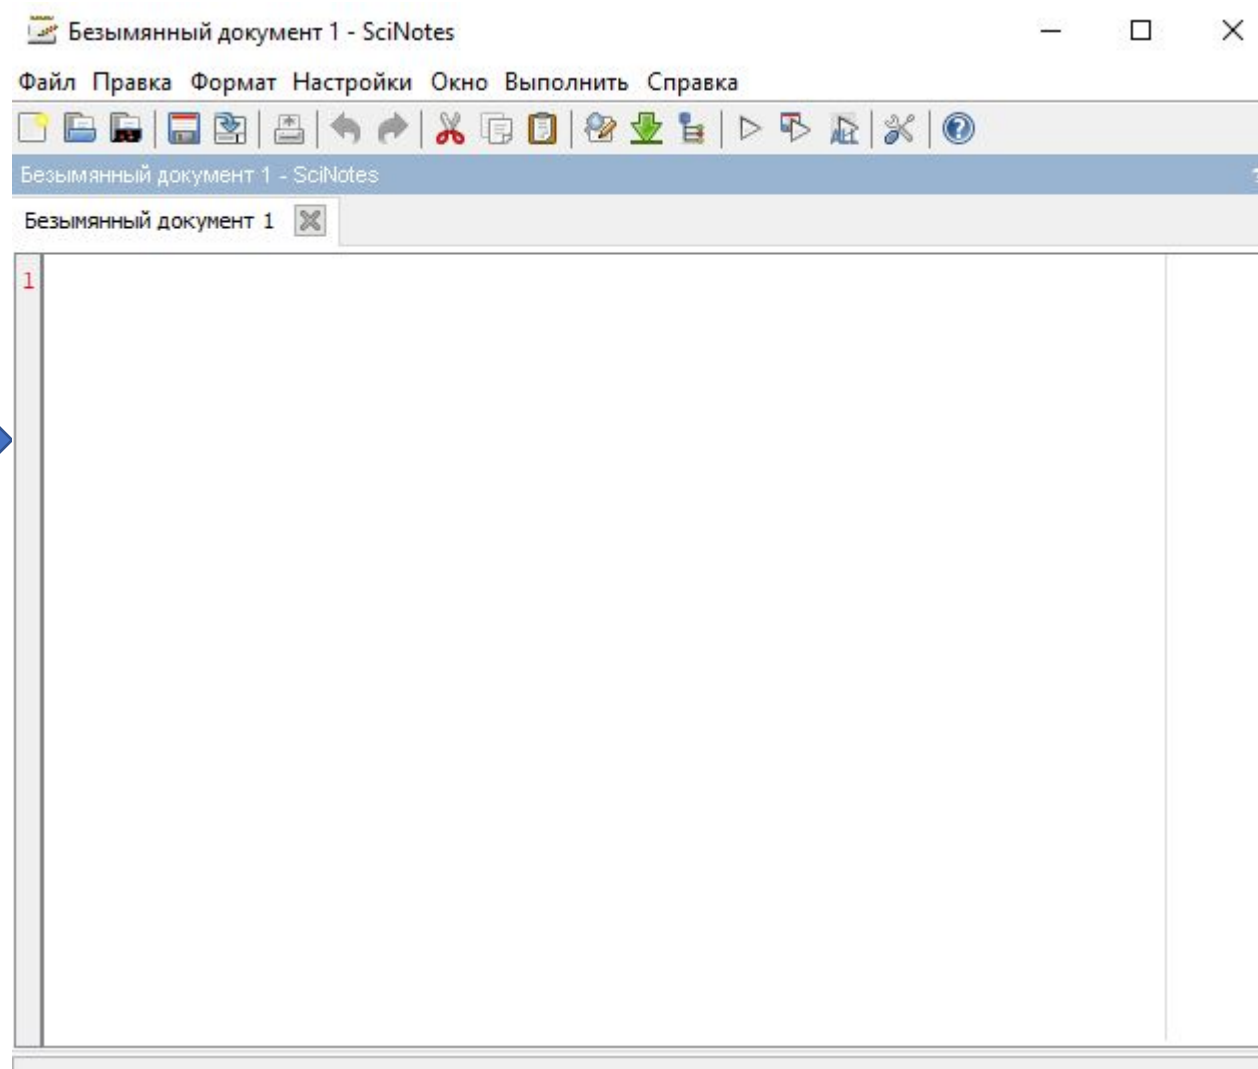 Безымянный документ 1 - SciNotes
Файл Правка Формат Настройки Окно Выполнить Справка
Безымянный документ 1 - SciNotes ?
Безымянный документ 1
1